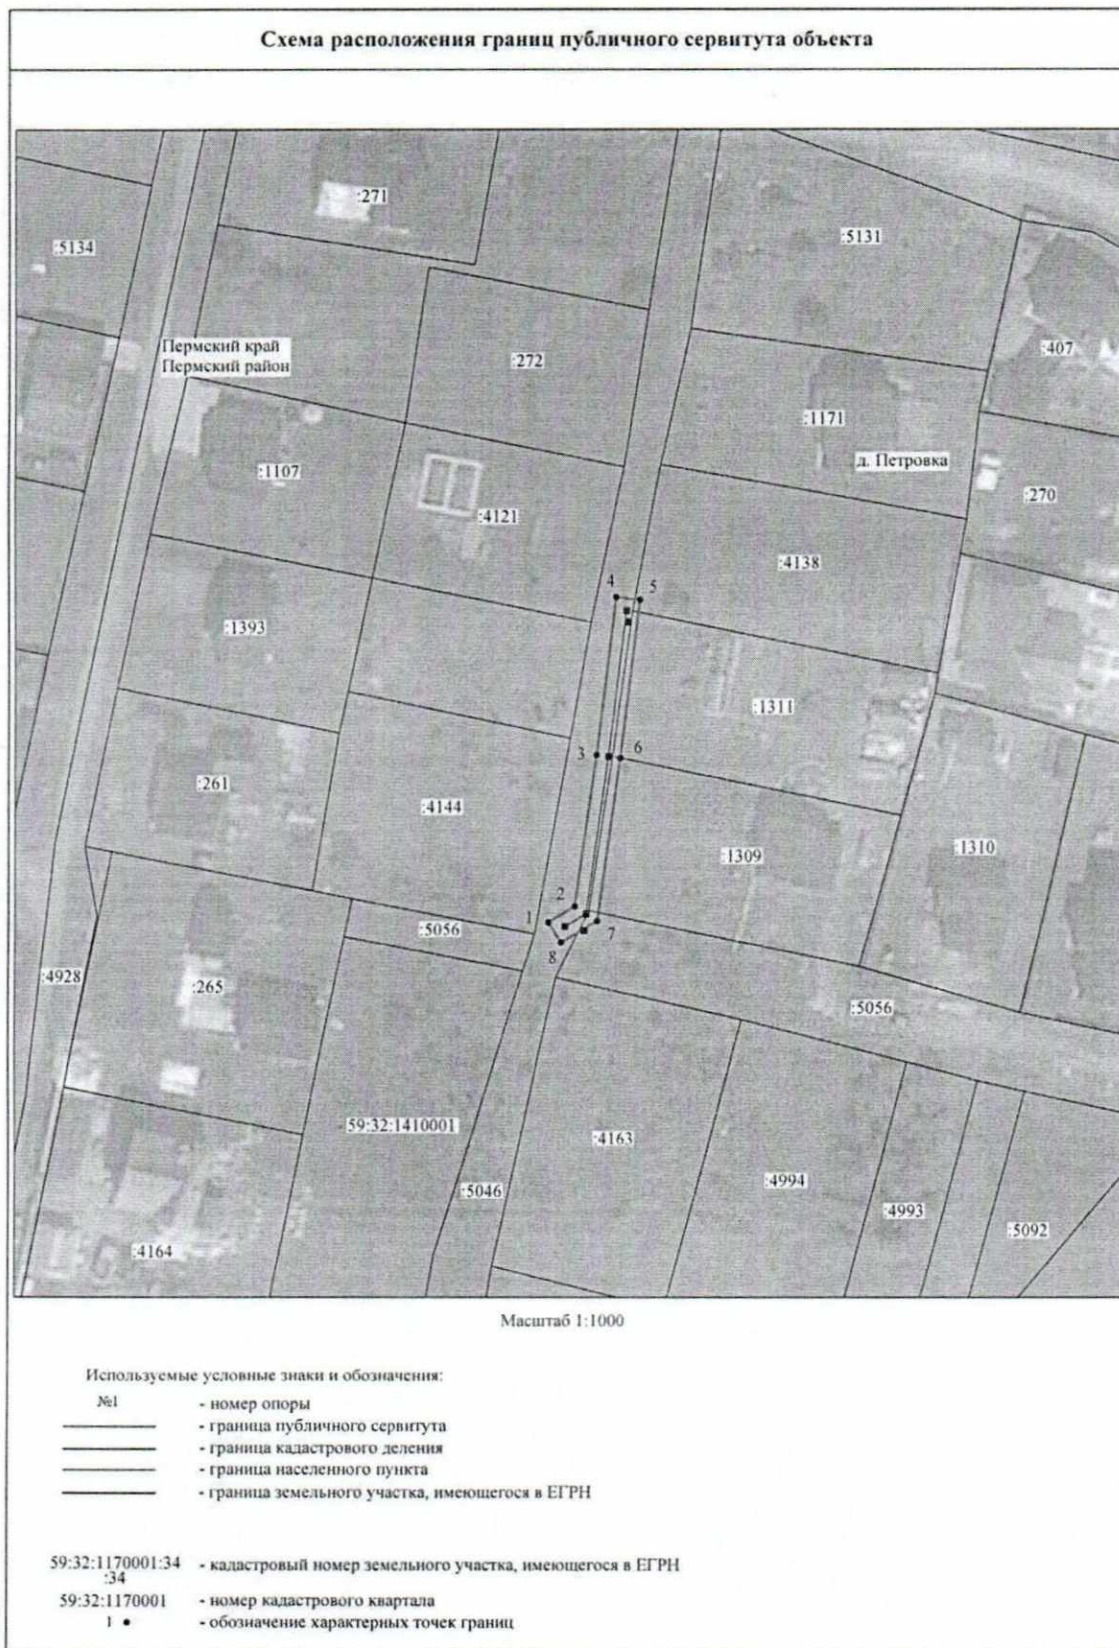 Схема расположения границ публичного сервитута объекта
:271
:5131
:5134
:407
Пермский край
Пермский район
:272
:1171
д. Петровка
:1107
:270
:4121
:4138
4
5
:1393
:1311
3
6
:261
:4144
:1309
:1310
2
1
7
:5056
8
:4928
:265
:5056
59:32:1410001
:4163
:4994
:5046
:4993
:5092
:4164
Масштаб 1:1000
Используемые условные знаки и обозначения:
№1 - номер опоры
- граница публичного сервитута
- граница кадастрового деления
- граница населенного пункта
- граница земельного участка, имеющегося в ЕГРН
59:32:1170001:34 - кадастровый номер земельного участка, имеющегося в ЕГРН
:34
59:32:1170001 - номер кадастрового квартала
1 - обозначение характерных точек границ